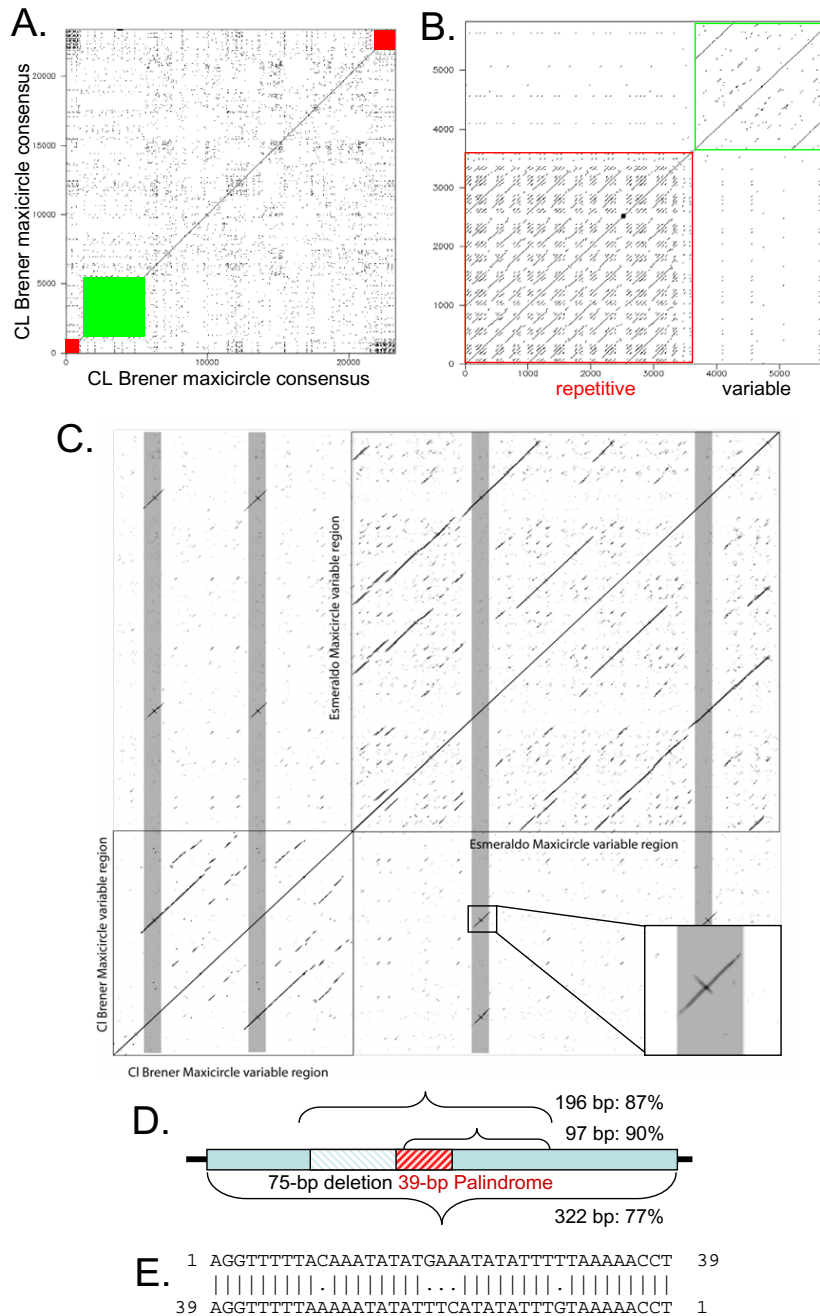 A.
CL Brener maxicircle consensus
20000
15000
10000
5000
0
0
10000
20000
CL Brener maxicircle consensus
B.
5000
4000
3000
2000
1000
0
0
1000
2000
3000
4000
5000
repetitive
variable
C.
Esmeraldo Maxicircle variable region
Esmeraldo Maxicircle variable region
Cl Brener Maxicircle variable region
Cl Brener Maxicircle variable region
D.
196 bp: 87%
97 bp: 90%
75-bp deletion 39-bp Palindrome
322 bp: 77%
E.
1 AGGTTTTTACAAATATATGAAATATATTTTTAAAAACCT 39
|||||||||.||||||||...||||||||.|||||||||
39 AGGTTTTTAAAAATATATTTCATATATTTGTAAAAACCT 1